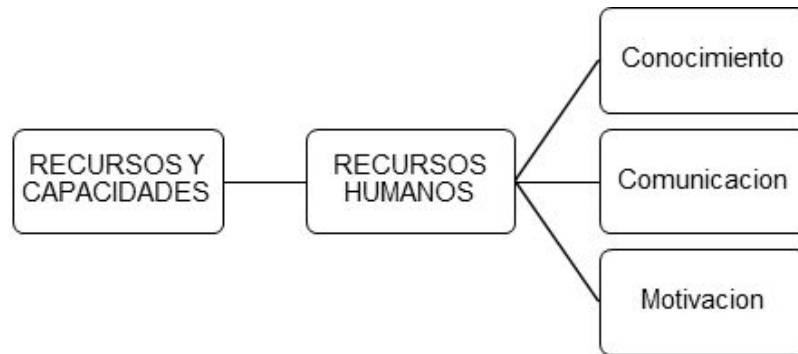 RECURSOS Y
CAPACIDADES
RECURSOS
HUMANOS
Conocimiento
Comunicacion
Motivacion